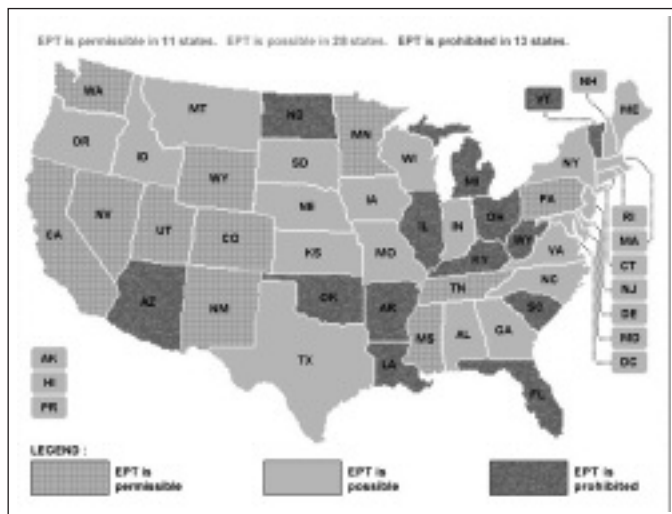 EPT is permissible in 11 states. EPT is possible in 28 states. EPT is prohibited in 13 states.
WA
MT
ND
MN
VT
NH
ME
OR
ID
WY
SD
WI
MI
NY
NV
UT
CO
NE
IA
IL
IN
OH
PA
RI
CA
KS
MO
KY
WY
VA
MA
CT
AZ
NM
OK
AR
TN
NC
NJ
SC
DE
TX
LA
MS
AL
GA
MD
FL
DC
AK
HI
PR
LEGEND :
EPT is
permissible
EPT is
possible
EPT is
prohibited